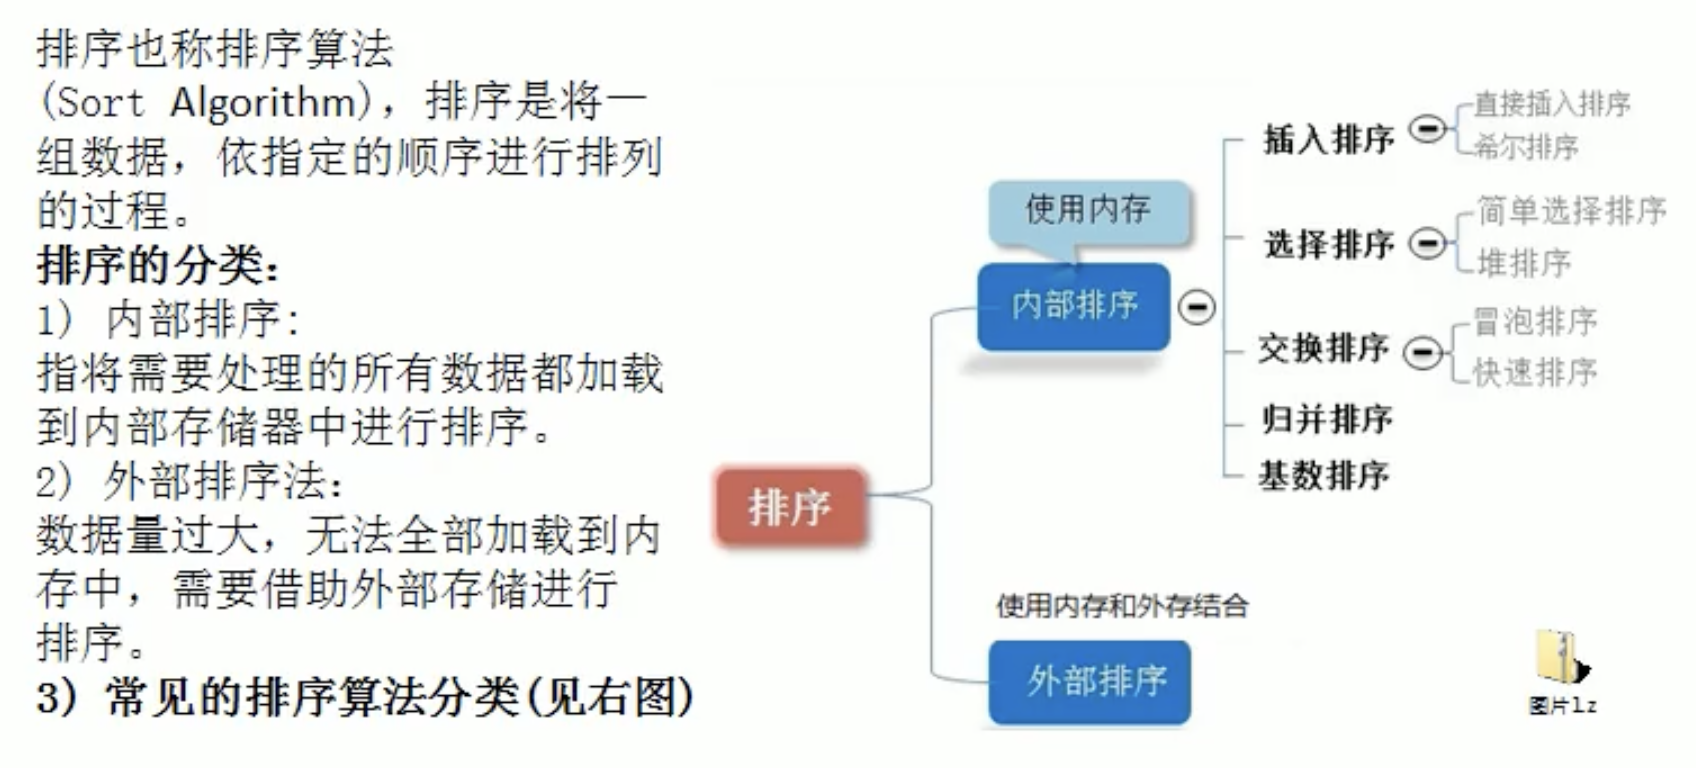 排序也称排序算法
(Sort Algorithm)，排序是将一
组数据，依指定的顺序进行排列
的过程。
排序的分类：
1) 内部排序:
指将需要处理的所有数据都加载
到内部存储器中进行排序。
2) 外部排序法：
数据量过大，无法全部加载到内
存中，需要借助外部存储进行
排序。
3) 常见的排序算法分类(见右图)
排序
使用内存
内部排序
插入排序
直接插入排序
希尔排序
选择排序
简单选择排序
堆排序
交换排序
冒泡排序
快速排序
归并排序
基数排序
使用内存和外存结合
外部排序
图片1z